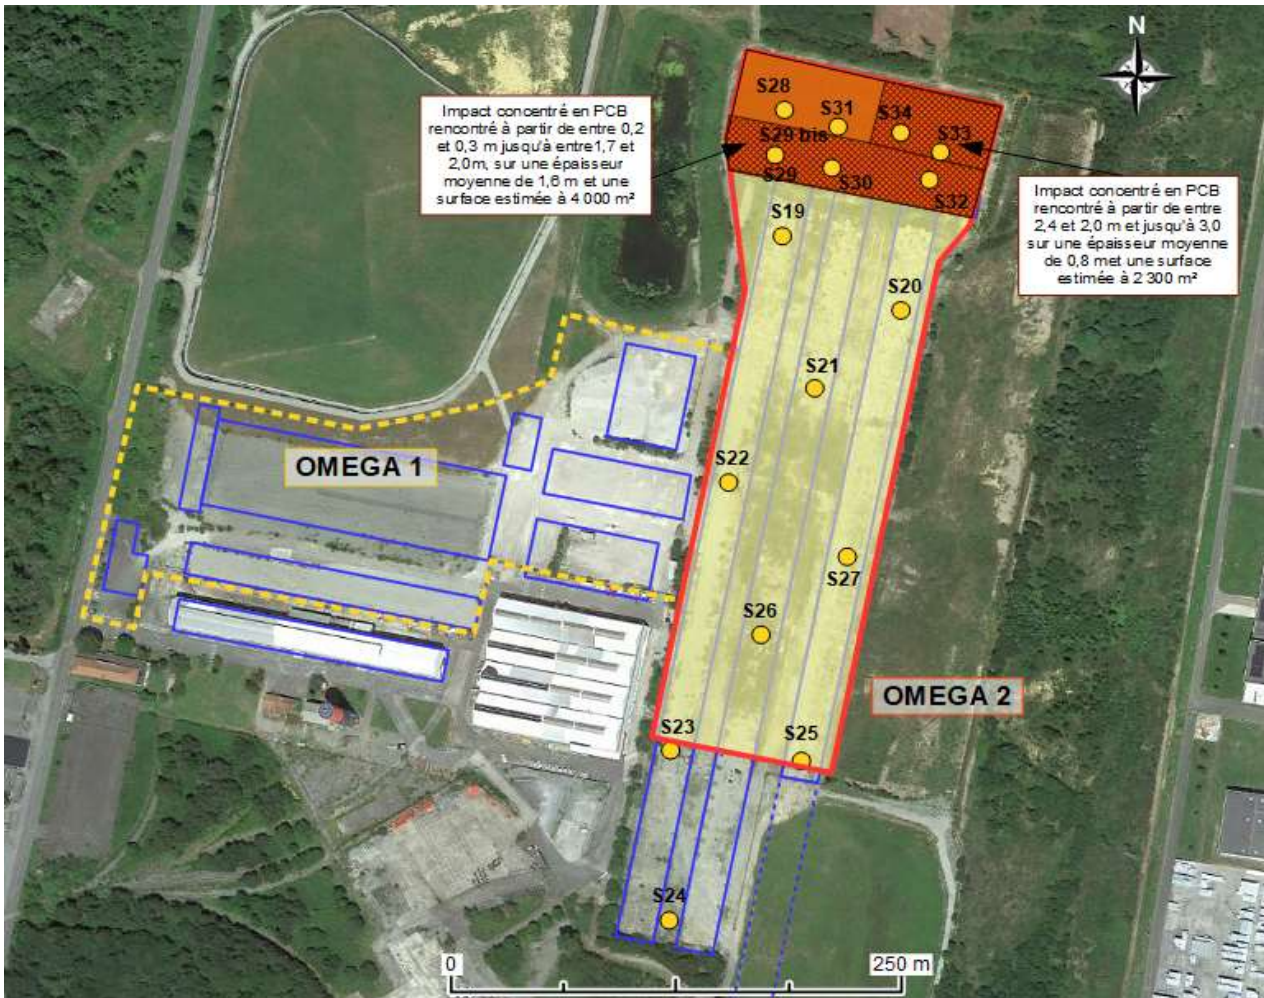 N
Impact concentré en PCB
rencontré à partir de entre 0,2
et 0,3 m jusqu'à entre1,7 et
2,0m, sur une épaisseur
moyenne de 1,6 m et une
surface estimée à 4 000 m²
S28
S31
S34
S33
S29 bis
S29
S30
S32
Impact concentré en PCB
rencontré à partir de entre
2,4 et 2,0 m et jusqu'à 3,0
sur une épaisseur moyenne
de 0,8 met une surface
estimée à 2 300 m²
S19
S20
S21
OMEGA 1
S22
S27
S26
OMEGA 2
S23
S25
S24
0
250 m